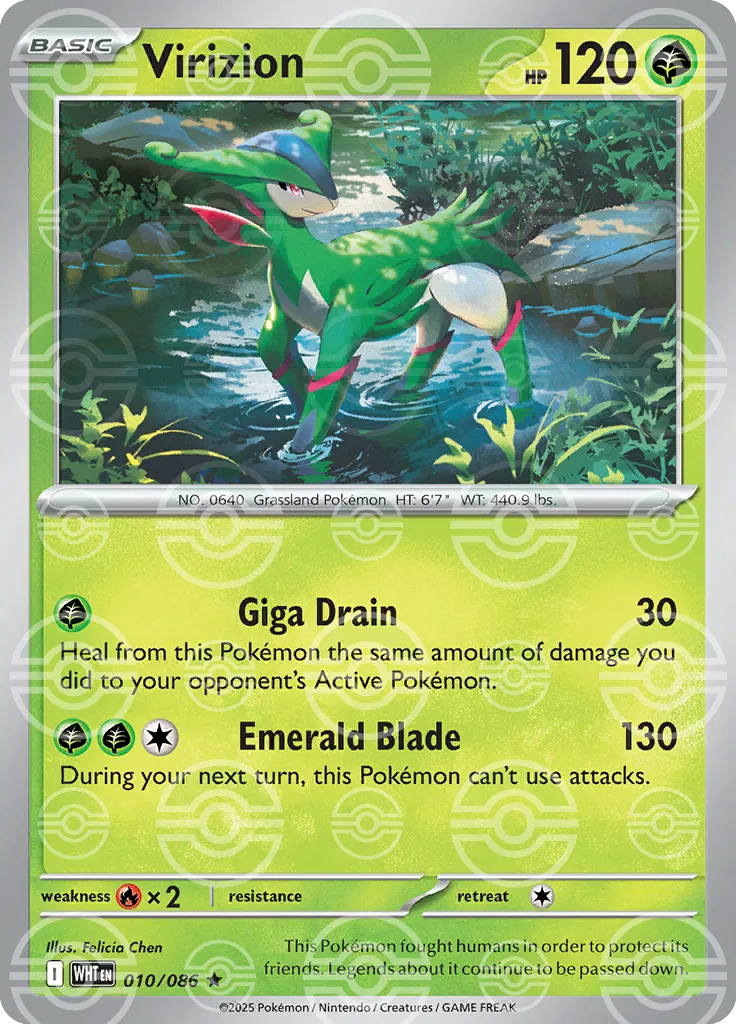 BASIC Virizion HP 120
NO. 0640 Grassland Pokémon HT: 6'7" WT: 440.9 lbs.
Giga Drain 30
Heal from this Pokémon the same amount of damage you
did to your opponent's Active Pokémon.
Emerald Blade 130
During your next turn, this Pokémon can't use attacks.
weakness ×2 resistance retreat
Illus. Felicia Chen
This Pokémon fought humans in order to protect its
friends. Legends about it continue to be passed down.
I WHT EN 010/086 ★
©2025 Pokémon / Nintendo / Creatures / GAME FREAK